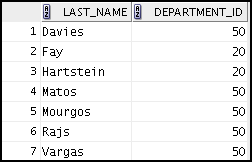 LAST_NAME DEPARTMENT_ID
1 Davies 50
2 Fay 20
3 Hartstein 20
4 Matos 50
5 Mourgos 50
6 Rajs 50
7 Vargas 50